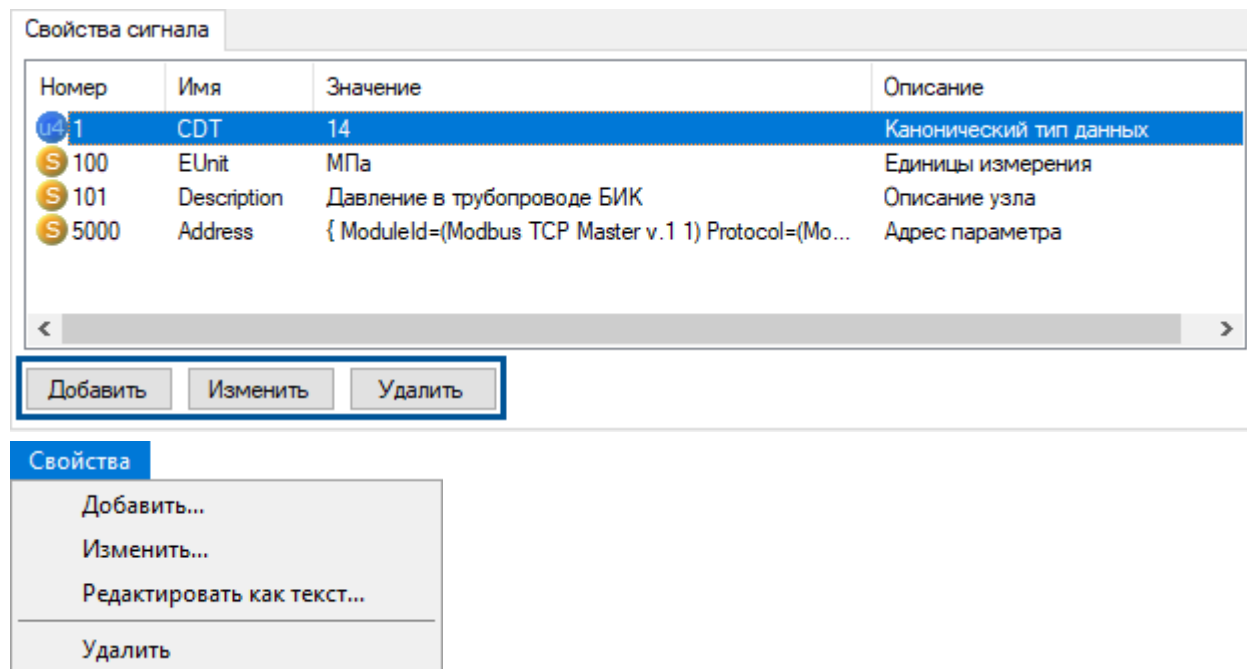 Свойства сигнала
Номер Имя Значение Описание
u4 1 CDT 14 Канонический тип данных
S 100 EUnit МПа Единицы измерения
S 101 Description Давление в трубопроводе БИК Описание узла
S 5000 Address { ModuleId=(Modbus TCP Master v.1 1) Protocol=(Mo... Адрес параметра
Добавить Изменить Удалить
Свойства
Добавить...
Изменить...
Редактировать как текст...
Удалить